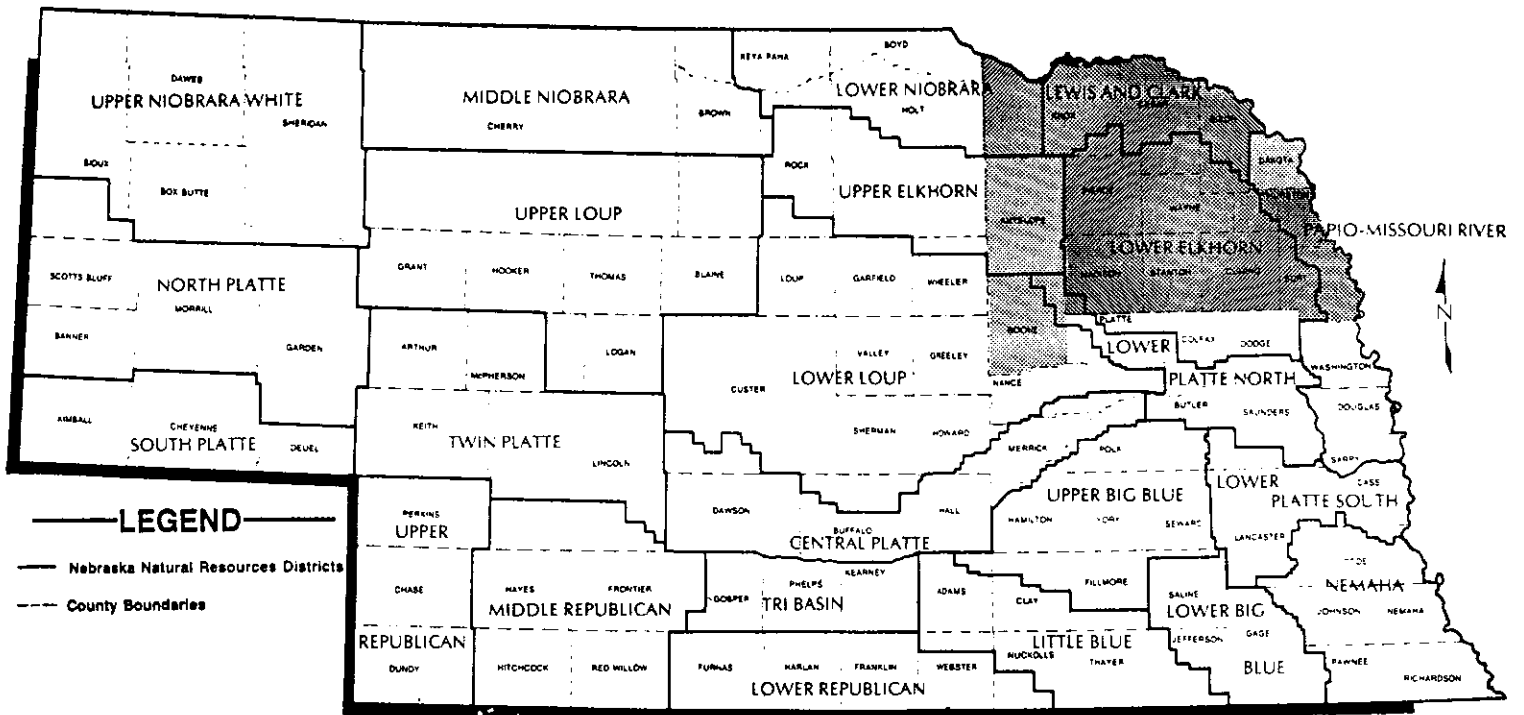 KEYA PAHA
BOYD
DAWES
UPPER NIOBRARA WHITE
SHERIDAN
MIDDLE NIOBRARA
CHERRY
BROWN
LOWER NIOBRARA
HOLT
LEWIS AND CLARK
KNOX
SIOUX
BOX BUTTE
ROCK
UPPER ELKHORN
UPPER LOUP
ANTELOPE
PIERCE
WAYNE
DAKOTA
THURSTON
PAPIO-MISSOURI RIVER
LOWER ELKHORN
MADISON
STANTON
CUMING
BURT
N
SCOTTS BLUFF
NORTH PLATTE
MORRILL
GRANT
HOOKER
THOMAS
BLAINE
LOUP
GARFIELD
WHEELER
BANNER
GARDEN
ARTHUR
McPHERSON
LOGAN
VALLEY
GREELEY
BOONE
PLATTE
LOWER
COLFAX
DODGE
WASHINGTON
CUSTER
LOWER LOUP
NANCE
PLATTE NORTH
BUTLER
SAUNDERS
DOUGLAS
KIMBALL
CHEYENNE
SOUTH PLATTE
DEUEL
KEITH
TWIN PLATTE
LINCOLN
SHERMAN
HOWARD
MERRICK
POLK
SARPY
LEGEND
PERKINS
UPPER
DAWSON
BUFFALO
HALL
CENTRAL PLATTE
UPPER BIG BLUE
HAMILTON
YORK
SEWARD
LOWER
CASE
PLATTE SOUTH
LANCASTER
Nebraska Natural Resources Districts
County Boundaries
CHASE
HAYES
FRONTIER
MIDDLE REPUBLICAN
GOSPER
PHELPS
KEARNEY
TRI BASIN
ADAMS
CLAY
FILLMORE
SALINE
LOWER BIG
NEMAHA
JOHNSON
NEMAHA
REPUBLICAN
DUNDY
HITCHCOCK
RED WILLOW
FURNAS
HARLAN
FRANKLIN
WEBSTER
LOWER REPUBLICAN
NUCKOLLS
LITTLE BLUE
THAYER
JEFFERSON
GAGE
BLUE
PAWNEE
RICHARDSON